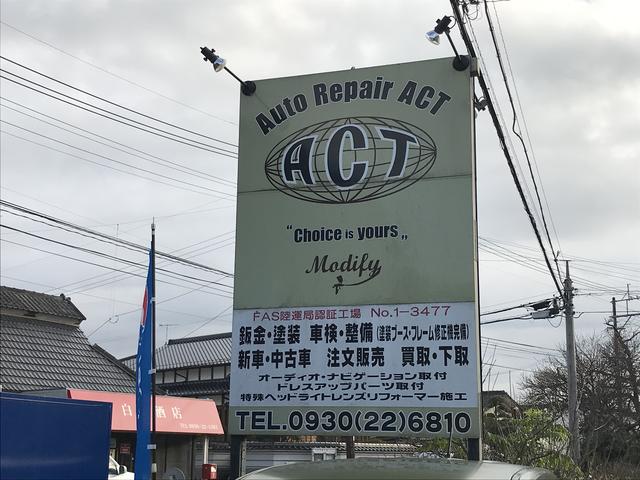 Auto Repair ACT
ACT
"Choice is yours„
Modify
FAS陸運局認証工場 No.1-3477
鈑金・塗装 車検・整備(塗装ブース・フレーム修正機完備)
新車・中古車 注文販売 買取・下取
オーディオ・ナビゲーション取付
ドレスアップパーツ取付
特殊ヘッドライトレンズリフォーマー施工
TEL.0930(22)6810
酒店